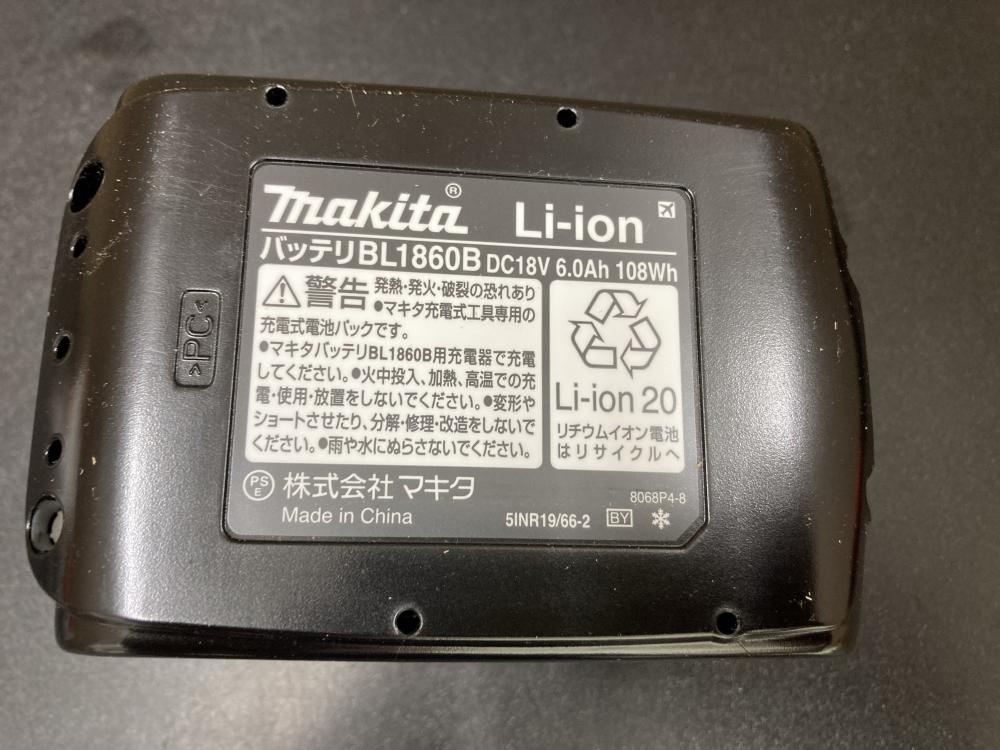 makita® Li-ion
バッテリBL1860B DC18V 6.0Ah 108Wh
警告 発熱・発火・破裂の恐れあり
●マキタ充電式工具専用の
充電式電池パックです。
●マキタバッテリBL1860B用充電器で充電
してください。●火中投入、加熱、高温での充
電・使用・放置をしないでください。●変形や
ショートさせたり、分解・修理・改造をしないで
ください。●雨や水にぬらさないでください。
Li-ion 20
リチウムイオン電池
はリサイクルへ
PS
E
株式会社 マキタ
Made in China
8068P4-8
5INR19/66-2 BY
>PC<